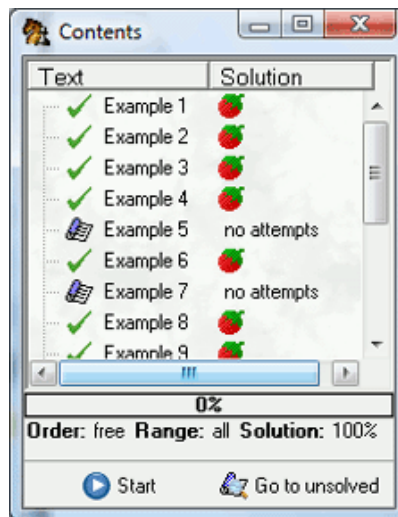 Contents
Text Solution
Example 1
Example 2
Example 3
Example 4
Example 5 no attempts
Example 6
Example 7 no attempts
Example 8
Example 9
0%
Order: free Range: all Solution: 100%
Start Go to unsolved